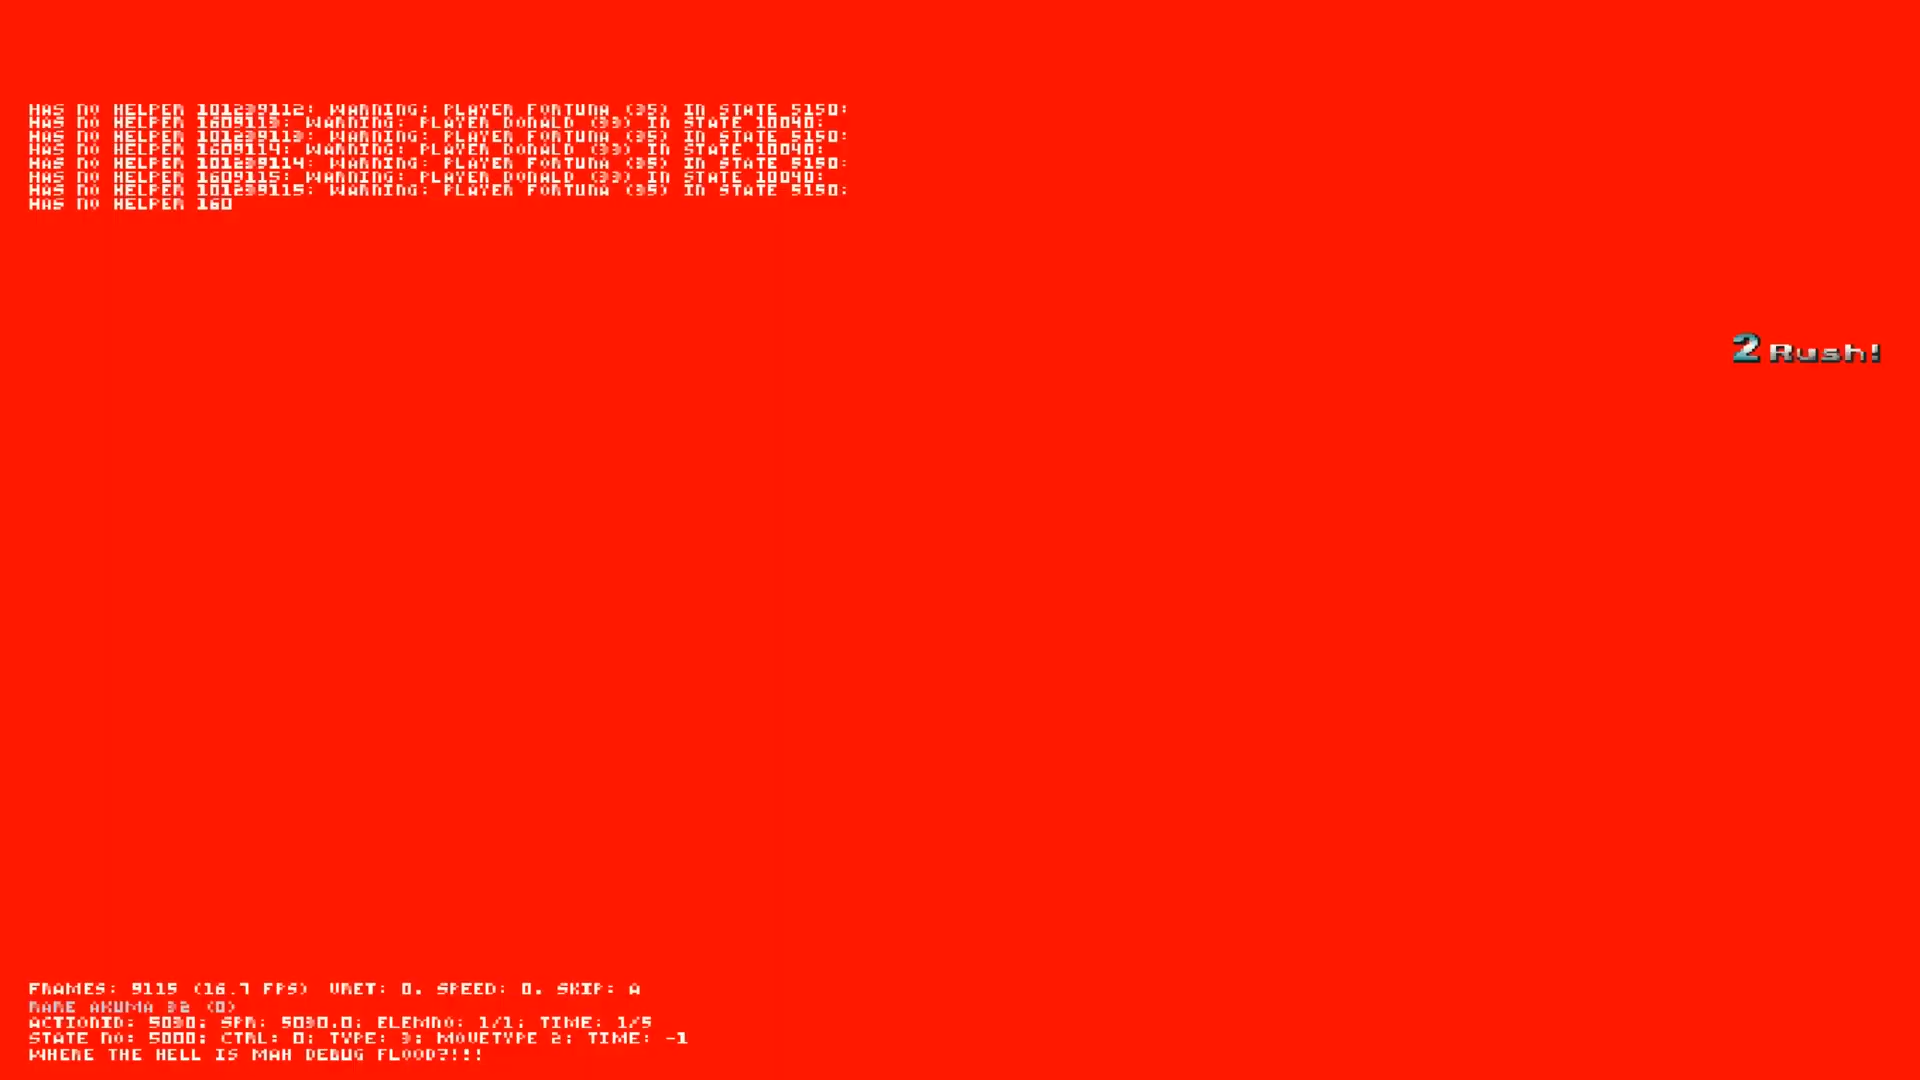 HAS NO HELPER 101239112: WARNING: PLAYER FORTUNA (35) IN STATE 5150:
HAS NO HELPER 1609113: WARNING: PLAYER DONALD (33) IN STATE 10040:
HAS NO HELPER 101239113: WARNING: PLAYER FORTUNA (35) IN STATE 5150:
HAS NO HELPER 1609114: WARNING: PLAYER DONALD (33) IN STATE 10040:
HAS NO HELPER 101239114: WARNING: PLAYER FORTUNA (35) IN STATE 5150:
HAS NO HELPER 1609115: WARNING: PLAYER DONALD (33) IN STATE 10040:
HAS NO HELPER 101239115: WARNING: PLAYER FORTUNA (35) IN STATE 5150:
HAS NO HELPER 160
2 Rush!
FRAMES: 9115 (16.7 FPS) VRET: 0. SPEED: 0. SKIP: A
RARE AKUMA 32 (0)
ACTIONID: 5030; SPR: 5030,0; ELEMNO: 1/1; TIME: 1/5
STATE NO: 5000; CTRL: 0; TYPE: 3; MOVETYPE 2; TIME: -1
WHERE THE HELL IS MAH DEBUG FLOOD?!!!